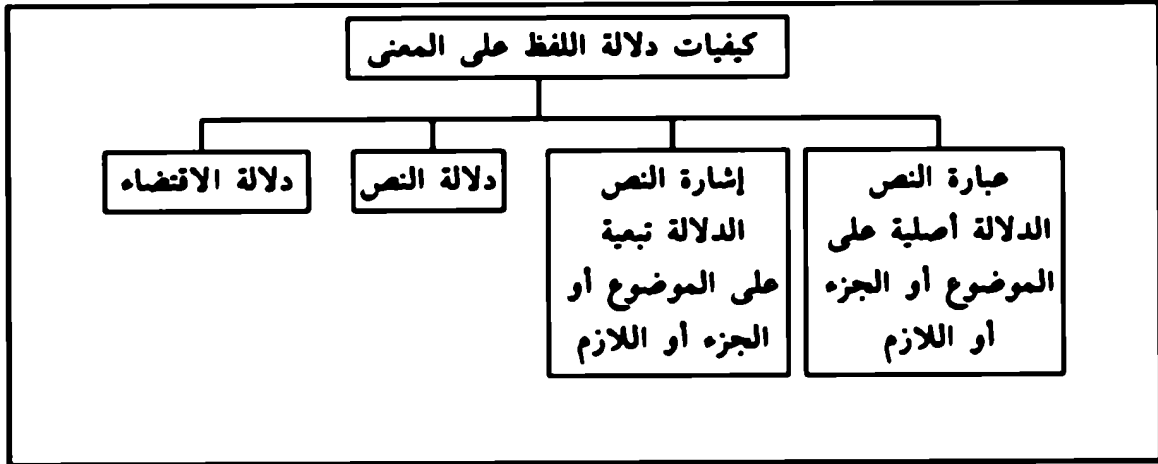 كيفيات دلالة اللفظ على المعنى
عبارة النص
الدلالة أصلية على
الموضوع أو الجزء
أو اللازم
إشارة النص
الدلالة تبعية
على الموضوع أو
الجزء أو اللازم
دلالة النص
دلالة الاقتضاء